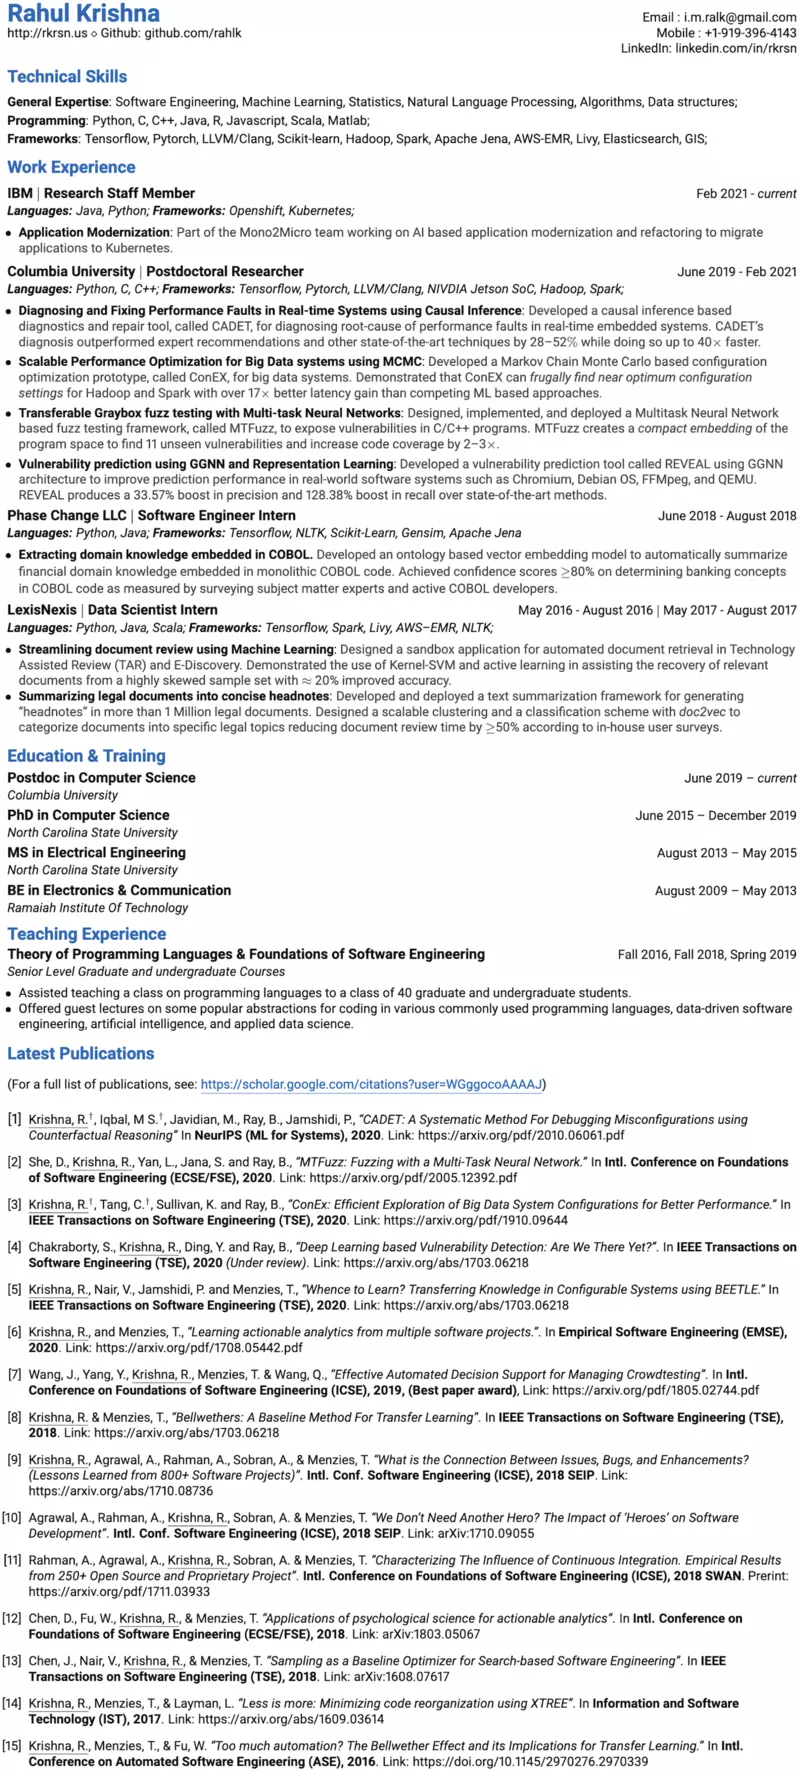 Rahul Krishna
http://rkrsn.us ⋄ Github: github.com/rahlk
Email : i.m.ralk@gmail.com
Mobile : +1-919-396-4143
LinkedIn: linkedin.com/in/rkrsn
Technical Skills
General Expertise: Software Engineering, Machine Learning, Statistics, Natural Language Processing, Algorithms, Data structures;
Programming: Python, C, C++, Java, R, Javascript, Scala, Matlab;
Frameworks: Tensorflow, Pytorch, LLVM/Clang, Scikit-learn, Hadoop, Spark, Apache Jena, AWS-EMR, Livy, Elasticsearch, GIS;
Work Experience
IBM | Research Staff Member Feb 2021 - current
Languages: Java, Python; Frameworks: Openshift, Kubernetes;
• Application Modernization: Part of the Mono2Micro team working on AI based application modernization and refactoring to migrate
applications to Kubernetes.
Columbia University | Postdoctoral Researcher June 2019 - Feb 2021
Languages: Python, C, C++; Frameworks: Tensorflow, Pytorch, LLVM/Clang, NIVDIA Jetson SoC, Hadoop, Spark;
• Diagnosing and Fixing Performance Faults in Real-time Systems using Causal Inference: Developed a causal inference based
diagnostics and repair tool, called CADET, for diagnosing root-cause of performance faults in real-time embedded systems. CADET's
diagnosis outperformed expert recommendations and other state-of-the-art techniques by 28–52% while doing so up to 40× faster.
• Scalable Performance Optimization for Big Data systems using MCMC: Developed a Markov Chain Monte Carlo based configuration
optimization prototype, called ConEX, for big data systems. Demonstrated that ConEX can frugally find near optimum configuration
settings for Hadoop and Spark with over 17× better latency gain than competing ML based approaches.
• Transferable Graybox fuzz testing with Multi-task Neural Networks: Designed, implemented, and deployed a Multitask Neural Network
based fuzz testing framework, called MTFuzz, to expose vulnerabilities in C/C++ programs. MTFuzz creates a compact embedding of the
program space to find 11 unseen vulnerabilities and increase code coverage by 2–3×.
• Vulnerability prediction using GGNN and Representation Learning: Developed a vulnerability prediction tool called REVEAL using GGNN
architecture to improve prediction performance in real-world software systems such as Chromium, Debian OS, FFMpeg, and QEMU.
REVEAL produces a 33.57% boost in precision and 128.38% boost in recall over state-of-the-art methods.
Phase Change LLC | Software Engineer Intern June 2018 - August 2018
Languages: Python, Java; Frameworks: Tensorflow, NLTK, Scikit-Learn, Gensim, Apache Jena
• Extracting domain knowledge embedded in COBOL. Developed an ontology based vector embedding model to automatically summarize
financial domain knowledge embedded in monolithic COBOL code. Achieved confidence scores ≥80% on determining banking concepts
in COBOL code as measured by surveying subject matter experts and active COBOL developers.
LexisNexis | Data Scientist Intern May 2016 - August 2016 | May 2017 - August 2017
Languages: Python, Java, Scala; Frameworks: Tensorflow, Spark, Livy, AWS–EMR, NLTK;
• Streamlining document review using Machine Learning: Designed a sandbox application for automated document retrieval in Technology
Assisted Review (TAR) and E-Discovery. Demonstrated the use of Kernel-SVM and active learning in assisting the recovery of relevant
documents from a highly skewed sample set with ≈ 20% improved accuracy.
• Summarizing legal documents into concise headnotes: Developed and deployed a text summarization framework for generating
“headnotes” in more than 1 Million legal documents. Designed a scalable clustering and a classification scheme with doc2vec to
categorize documents into specific legal topics reducing document review time by ≥50% according to in-house user surveys.
Education & Training
Postdoc in Computer Science June 2019 – current
Columbia University
PhD in Computer Science June 2015 – December 2019
North Carolina State University
MS in Electrical Engineering August 2013 – May 2015
North Carolina State University
BE in Electronics & Communication August 2009 – May 2013
Ramaiah Institute Of Technology
Teaching Experience
Theory of Programming Languages & Foundations of Software Engineering Fall 2016, Fall 2018, Spring 2019
Senior Level Graduate and undergraduate Courses
• Assisted teaching a class on programming languages to a class of 40 graduate and undergraduate students.
• Offered guest lectures on some popular abstractions for coding in various commonly used programming languages, data-driven software
engineering, artificial intelligence, and applied data science.
Latest Publications
(For a full list of publications, see: https://scholar.google.com/citations?user=WGggocoAAAAJ)
[1] Krishna, R.†, Iqbal, M S.†, Javidian, M., Ray, B., Jamshidi, P., “CADET: A Systematic Method For Debugging Misconfigurations using
Counterfactual Reasoning” In NeurIPS (ML for Systems), 2020. Link: https://arxiv.org/pdf/2010.06061.pdf
[2] She, D., Krishna, R., Yan, L., Jana, S. and Ray, B., “MTFuzz: Fuzzing with a Multi-Task Neural Network.” In Intl. Conference on Foundations
of Software Engineering (ECSE/FSE), 2020. Link: https://arxiv.org/pdf/2005.12392.pdf
[3] Krishna, R.†, Tang, C.†, Sullivan, K. and Ray, B., “ConEx: Efficient Exploration of Big Data System Configurations for Better Performance.” In
IEEE Transactions on Software Engineering (TSE), 2020. Link: https://arxiv.org/pdf/1910.09644
[4] Chakraborty, S., Krishna, R., Ding, Y. and Ray, B., “Deep Learning based Vulnerability Detection: Are We There Yet?”. In IEEE Transactions on
Software Engineering (TSE), 2020 (Under review). Link: https://arxiv.org/abs/1703.06218
[5] Krishna, R., Nair, V., Jamshidi, P. and Menzies, T., “Whence to Learn? Transferring Knowledge in Configurable Systems using BEETLE.” In
IEEE Transactions on Software Engineering (TSE), 2020. Link: https://arxiv.org/abs/1703.06218
[6] Krishna, R., and Menzies, T., “Learning actionable analytics from multiple software projects.”. In Empirical Software Engineering (EMSE),
2020. Link: https://arxiv.org/pdf/1708.05442.pdf
[7] Wang, J., Yang, Y., Krishna, R., Menzies, T. & Wang, Q., “Effective Automated Decision Support for Managing Crowdtesting”. In Intl.
Conference on Foundations of Software Engineering (ICSE), 2019, (Best paper award), Link: https://arxiv.org/pdf/1805.02744.pdf
[8] Krishna, R. & Menzies, T., “Bellwethers: A Baseline Method For Transfer Learning”. In IEEE Transactions on Software Engineering (TSE),
2018. Link: https://arxiv.org/abs/1703.06218
[9] Krishna, R., Agrawal, A., Rahman, A., Sobran, A., & Menzies, T. “What is the Connection Between Issues, Bugs, and Enhancements?
(Lessons Learned from 800+ Software Projects)”. Intl. Conf. Software Engineering (ICSE), 2018 SEIP. Link:
https://arxiv.org/abs/1710.08736
[10] Agrawal, A., Rahman, A., Krishna, R., Sobran, A. & Menzies, T. “We Don’t Need Another Hero? The Impact of ‘Heroes’ on Software
Development”. Intl. Conf. Software Engineering (ICSE), 2018 SEIP. Link: arXiv:1710.09055
[11] Rahman, A., Agrawal, A., Krishna, R., Sobran, A. & Menzies, T. “Characterizing The Influence of Continuous Integration. Empirical Results
from 250+ Open Source and Proprietary Project”. Intl. Conference on Foundations of Software Engineering (ICSE), 2018 SWAN. Prerint:
https://arxiv.org/pdf/1711.03933
[12] Chen, D., Fu, W., Krishna, R., & Menzies, T. “Applications of psychological science for actionable analytics”. In Intl. Conference on
Foundations of Software Engineering (ECSE/FSE), 2018. Link: arXiv:1803.05067
[13] Chen, J., Nair, V., Krishna, R., & Menzies, T. “Sampling as a Baseline Optimizer for Search-based Software Engineering”. In IEEE
Transactions on Software Engineering (TSE), 2018. Link: arXiv:1608.07617
[14] Krishna, R., Menzies, T., & Layman, L. “Less is more: Minimizing code reorganization using XTREE”. In Information and Software
Technology (IST), 2017. Link: https://arxiv.org/abs/1609.03614
[15] Krishna, R., Menzies, T., & Fu, W. “Too much automation? The Bellwether Effect and its Implications for Transfer Learning.” In Intl.
Conference on Automated Software Engineering (ASE), 2016. Link: https://doi.org/10.1145/2970276.2970339